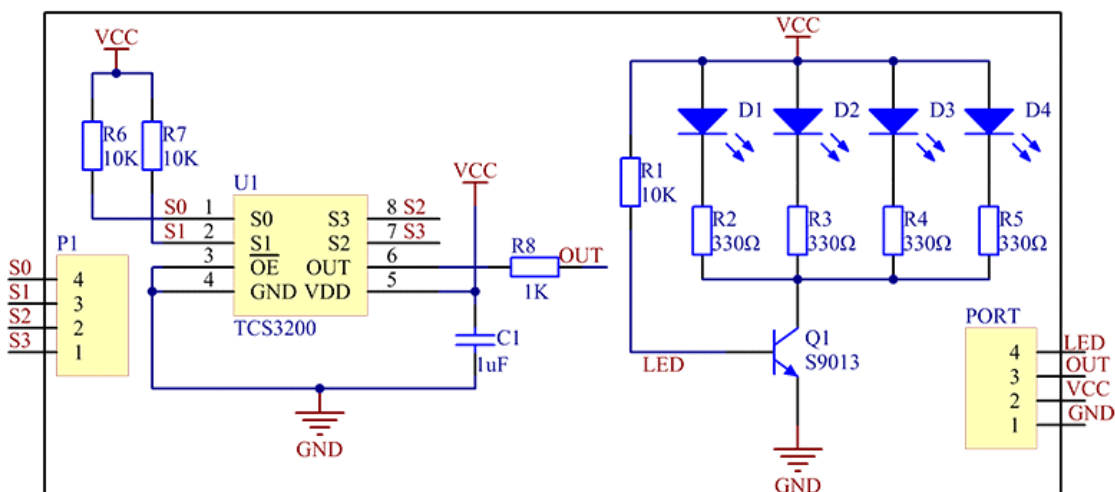 VCC
R6
10K
R7
10K
U1
S0 1 S0 S3 8 S2
S1 2 S1 S2 7 S3
3 OE OUT 6
4 GND VDD 5
TCS3200
VCC
R8
1K
OUT
C1
1uF
GND
P1
S0 4
S1 3
S2 2
S3 1
VCC
D1
D2
D3
D4
R1
10K
R2
330Ω
R3
330Ω
R4
330Ω
R5
330Ω
LED
Q1
S9013
GND
PORT
4 LED
3 OUT
2 VCC
1 GND